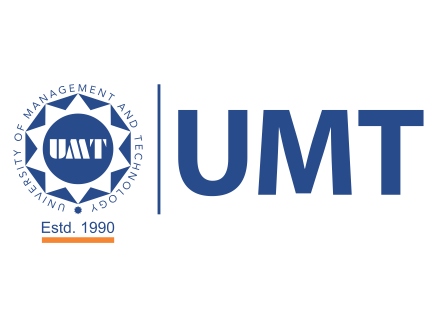 UNIVERSITY OF MANAGEMENT AND TECHNOLOGY
UMT
Estd. 1990
UMT